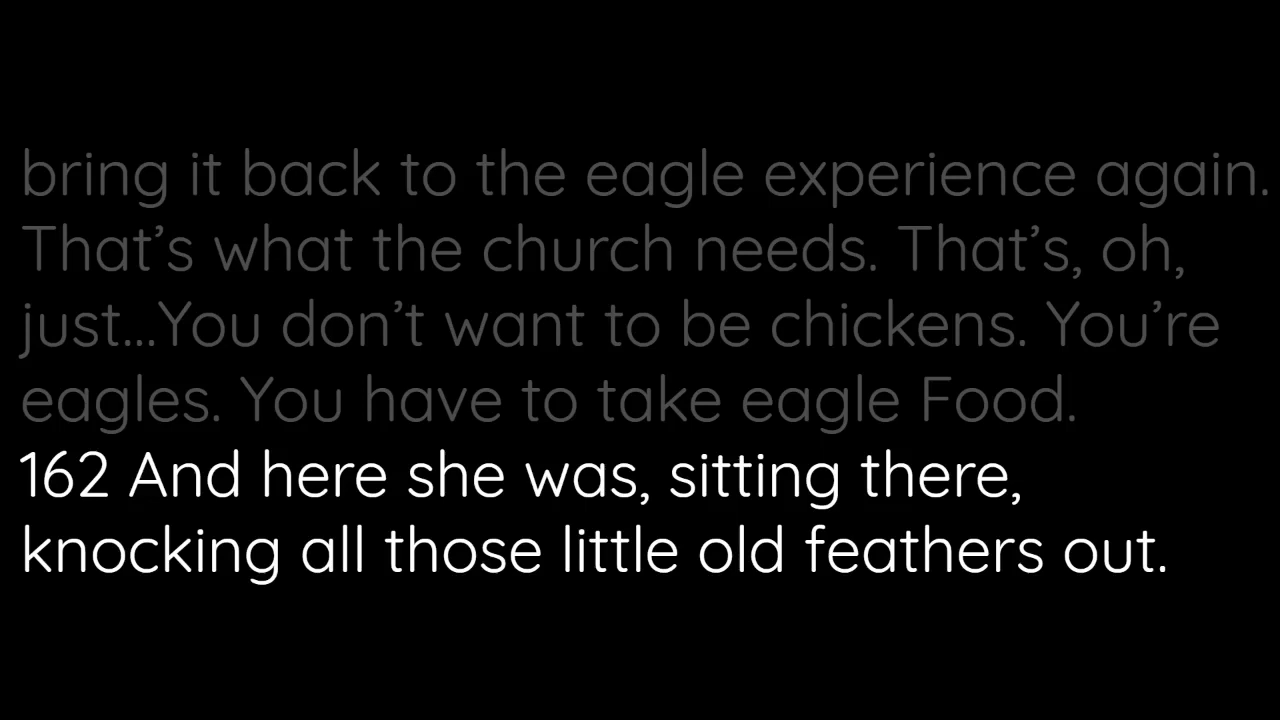 bring it back to the eagle experience again.
That’s what the church needs. That’s, oh,
just...You don’t want to be chickens. You’re
eagles. You have to take eagle Food.
162 And here she was, sitting there,
knocking all those little old feathers out.